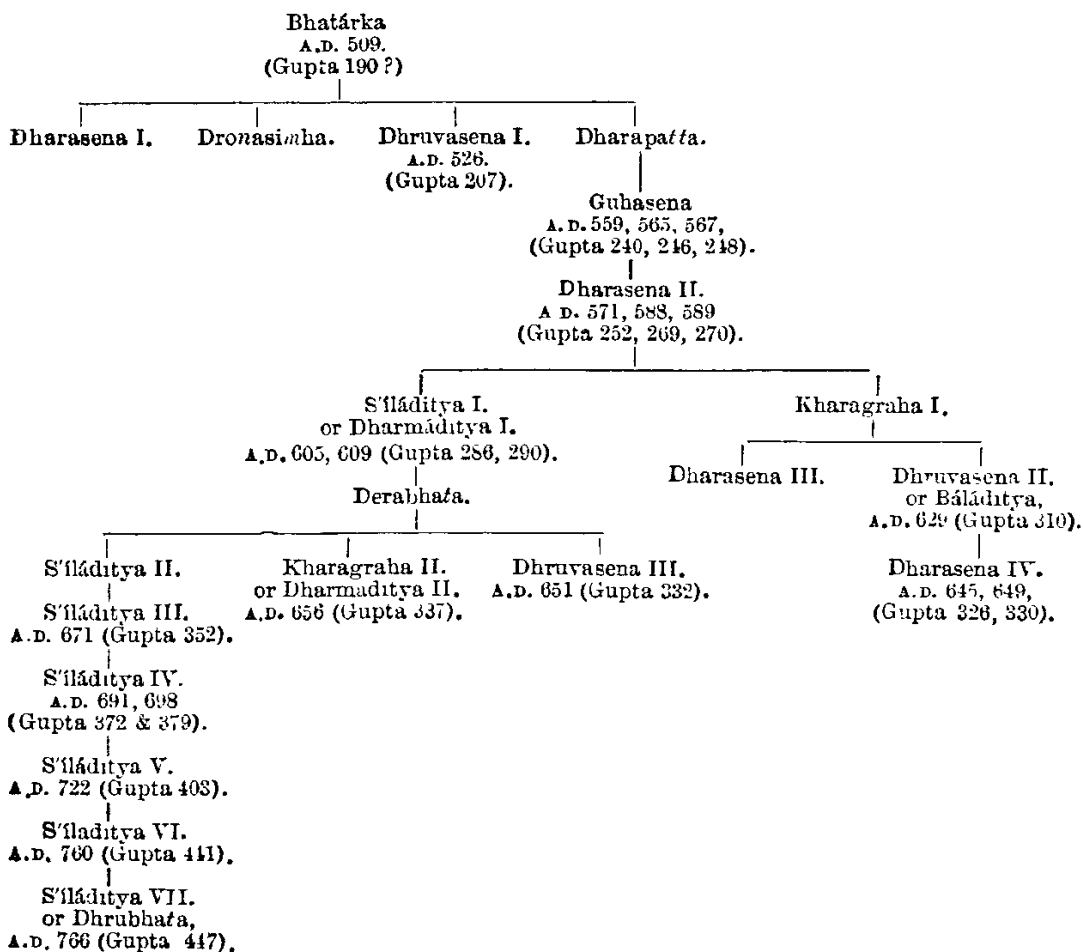 Bhatárka
A.D. 509.
(Gupta 190 ?)
Dharasena I. Dronasimha. Dhruvasena I. Dharapatta.
A.D. 526.
(Gupta 207).
Guhasena
A.D. 559, 565, 567,
(Gupta 240, 246, 248).
Dharasena II.
A D. 571, 588, 589
(Gupta 252, 269, 270).
S'íláditya I. Kharagraha I.
or Dharmáditya I.
A.D. 605, 609 (Gupta 286, 290).
Dharasena III. Dhruvasena II.
Derabhata. or Báláditya,
A.D. 629 (Gupta 310).
S'íláditya II. Kharagraha II. Dhruvasena III. Dharasena IV.
or Dharmaditya II. A.D. 651 (Gupta 332). A.D. 645, 649,
S'íláditya III. A.D. 656 (Gupta 337). (Gupta 326, 330).
A.D. 671 (Gupta 352).
S'íláditya IV.
A.D. 691, 698
(Gupta 372 & 379).
S'íláditya V.
A.D. 722 (Gupta 403).
S'íladitya VI.
A.D. 760 (Gupta 441).
S'íláditya VII.
or Dhrubhata,
A.D. 766 (Gupta 447).